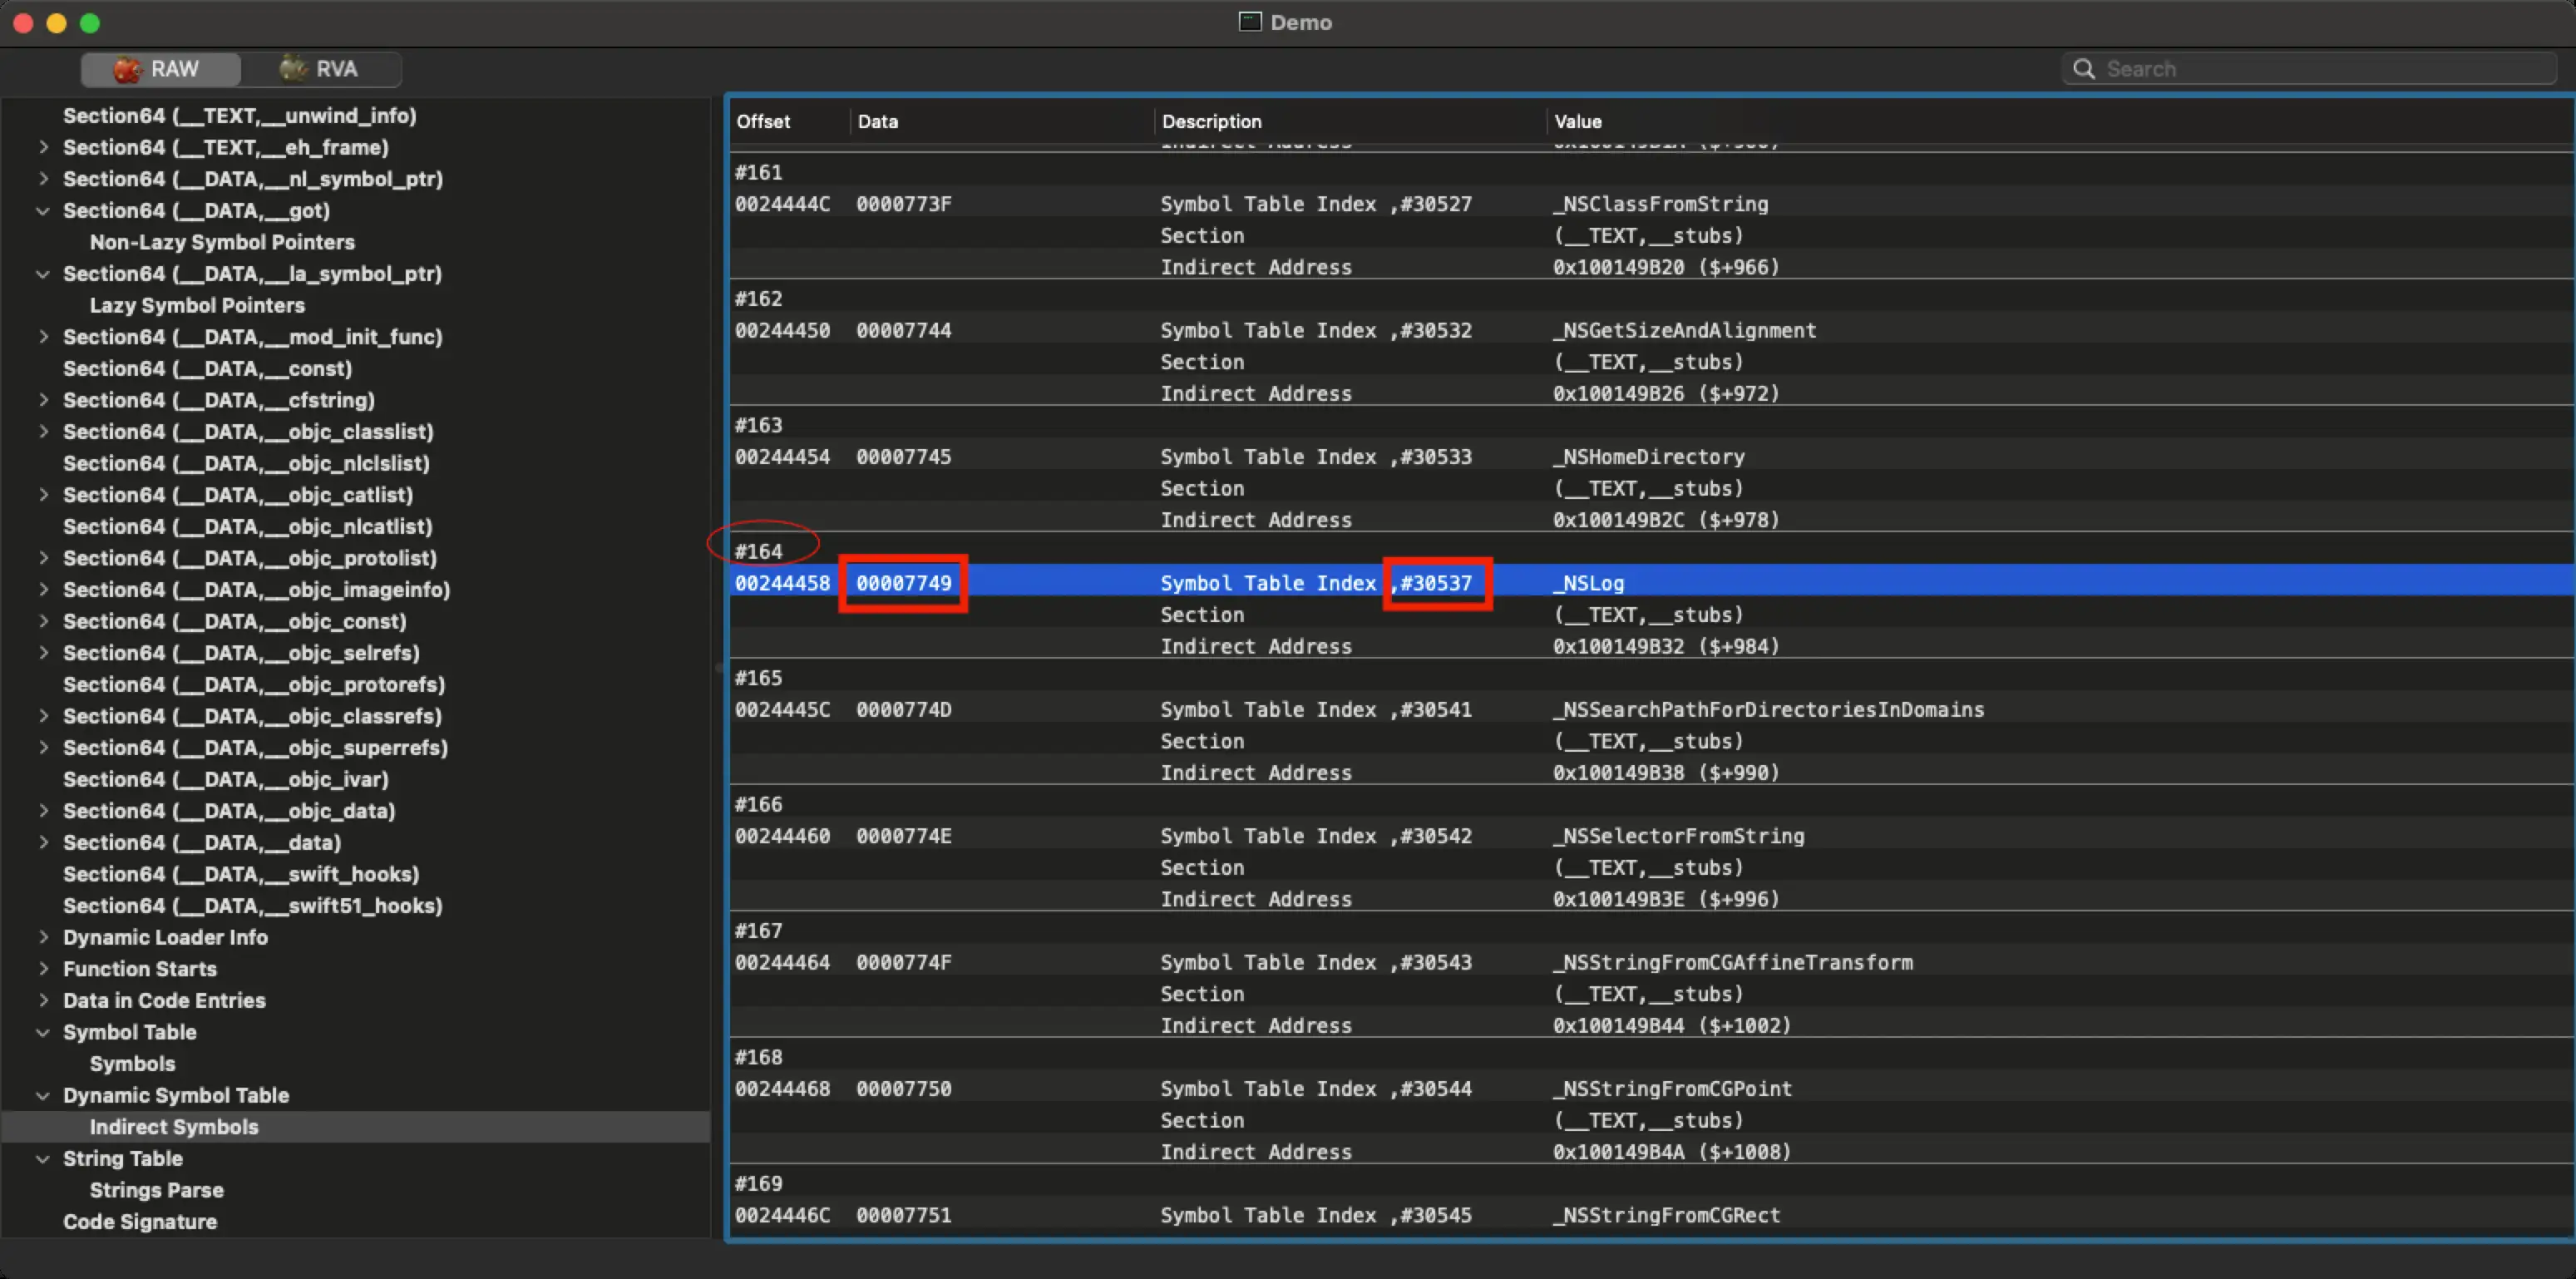 Demo
RAW RVA Search
Section64 (__TEXT,__unwind_info)
Section64 (__TEXT,__eh_frame)
Section64 (__DATA,__nl_symbol_ptr)
Section64 (__DATA,__got)
Non-Lazy Symbol Pointers
Section64 (__DATA,__la_symbol_ptr)
Lazy Symbol Pointers
Section64 (__DATA,__mod_init_func)
Section64 (__DATA,__const)
Section64 (__DATA,__cfstring)
Section64 (__DATA,__objc_classlist)
Section64 (__DATA,__objc_nlclslist)
Section64 (__DATA,__objc_catlist)
Section64 (__DATA,__objc_nlcatlist)
Section64 (__DATA,__objc_protolist)
Section64 (__DATA,__objc_imageinfo)
Section64 (__DATA,__objc_const)
Section64 (__DATA,__objc_selrefs)
Section64 (__DATA,__objc_protorefs)
Section64 (__DATA,__objc_classrefs)
Section64 (__DATA,__objc_superrefs)
Section64 (__DATA,__objc_ivar)
Section64 (__DATA,__objc_data)
Section64 (__DATA,__data)
Section64 (__DATA,__swift_hooks)
Section64 (__DATA,__swift51_hooks)
Dynamic Loader Info
Function Starts
Data in Code Entries
Symbol Table
Symbols
Dynamic Symbol Table
Indirect Symbols
String Table
Strings Parse
Code Signature
Offset Data Description Value
#161
0024444C 0000773F Symbol Table Index ,#30527 _NSClassFromString
Section (__TEXT,__stubs)
Indirect Address 0x100149B20 ($+966)
#162
00244450 00007744 Symbol Table Index ,#30532 _NSGetSizeAndAlignment
Section (__TEXT,__stubs)
Indirect Address 0x100149B26 ($+972)
#163
00244454 00007745 Symbol Table Index ,#30533 _NSHomeDirectory
Section (__TEXT,__stubs)
Indirect Address 0x100149B2C ($+978)
#164
00244458 00007749 Symbol Table Index ,#30537 _NSLog
Section (__TEXT,__stubs)
Indirect Address 0x100149B32 ($+984)
#165
0024445C 0000774D Symbol Table Index ,#30541 _NSSearchPathForDirectoriesInDomains
Section (__TEXT,__stubs)
Indirect Address 0x100149B38 ($+990)
#166
00244460 0000774E Symbol Table Index ,#30542 _NSSelectorFromString
Section (__TEXT,__stubs)
Indirect Address 0x100149B3E ($+996)
#167
00244464 0000774F Symbol Table Index ,#30543 _NSStringFromCGAffineTransform
Section (__TEXT,__stubs)
Indirect Address 0x100149B44 ($+1002)
#168
00244468 00007750 Symbol Table Index ,#30544 _NSStringFromCGPoint
Section (__TEXT,__stubs)
Indirect Address 0x100149B4A ($+1008)
#169
0024446C 00007751 Symbol Table Index ,#30545 _NSStringFromCGRect